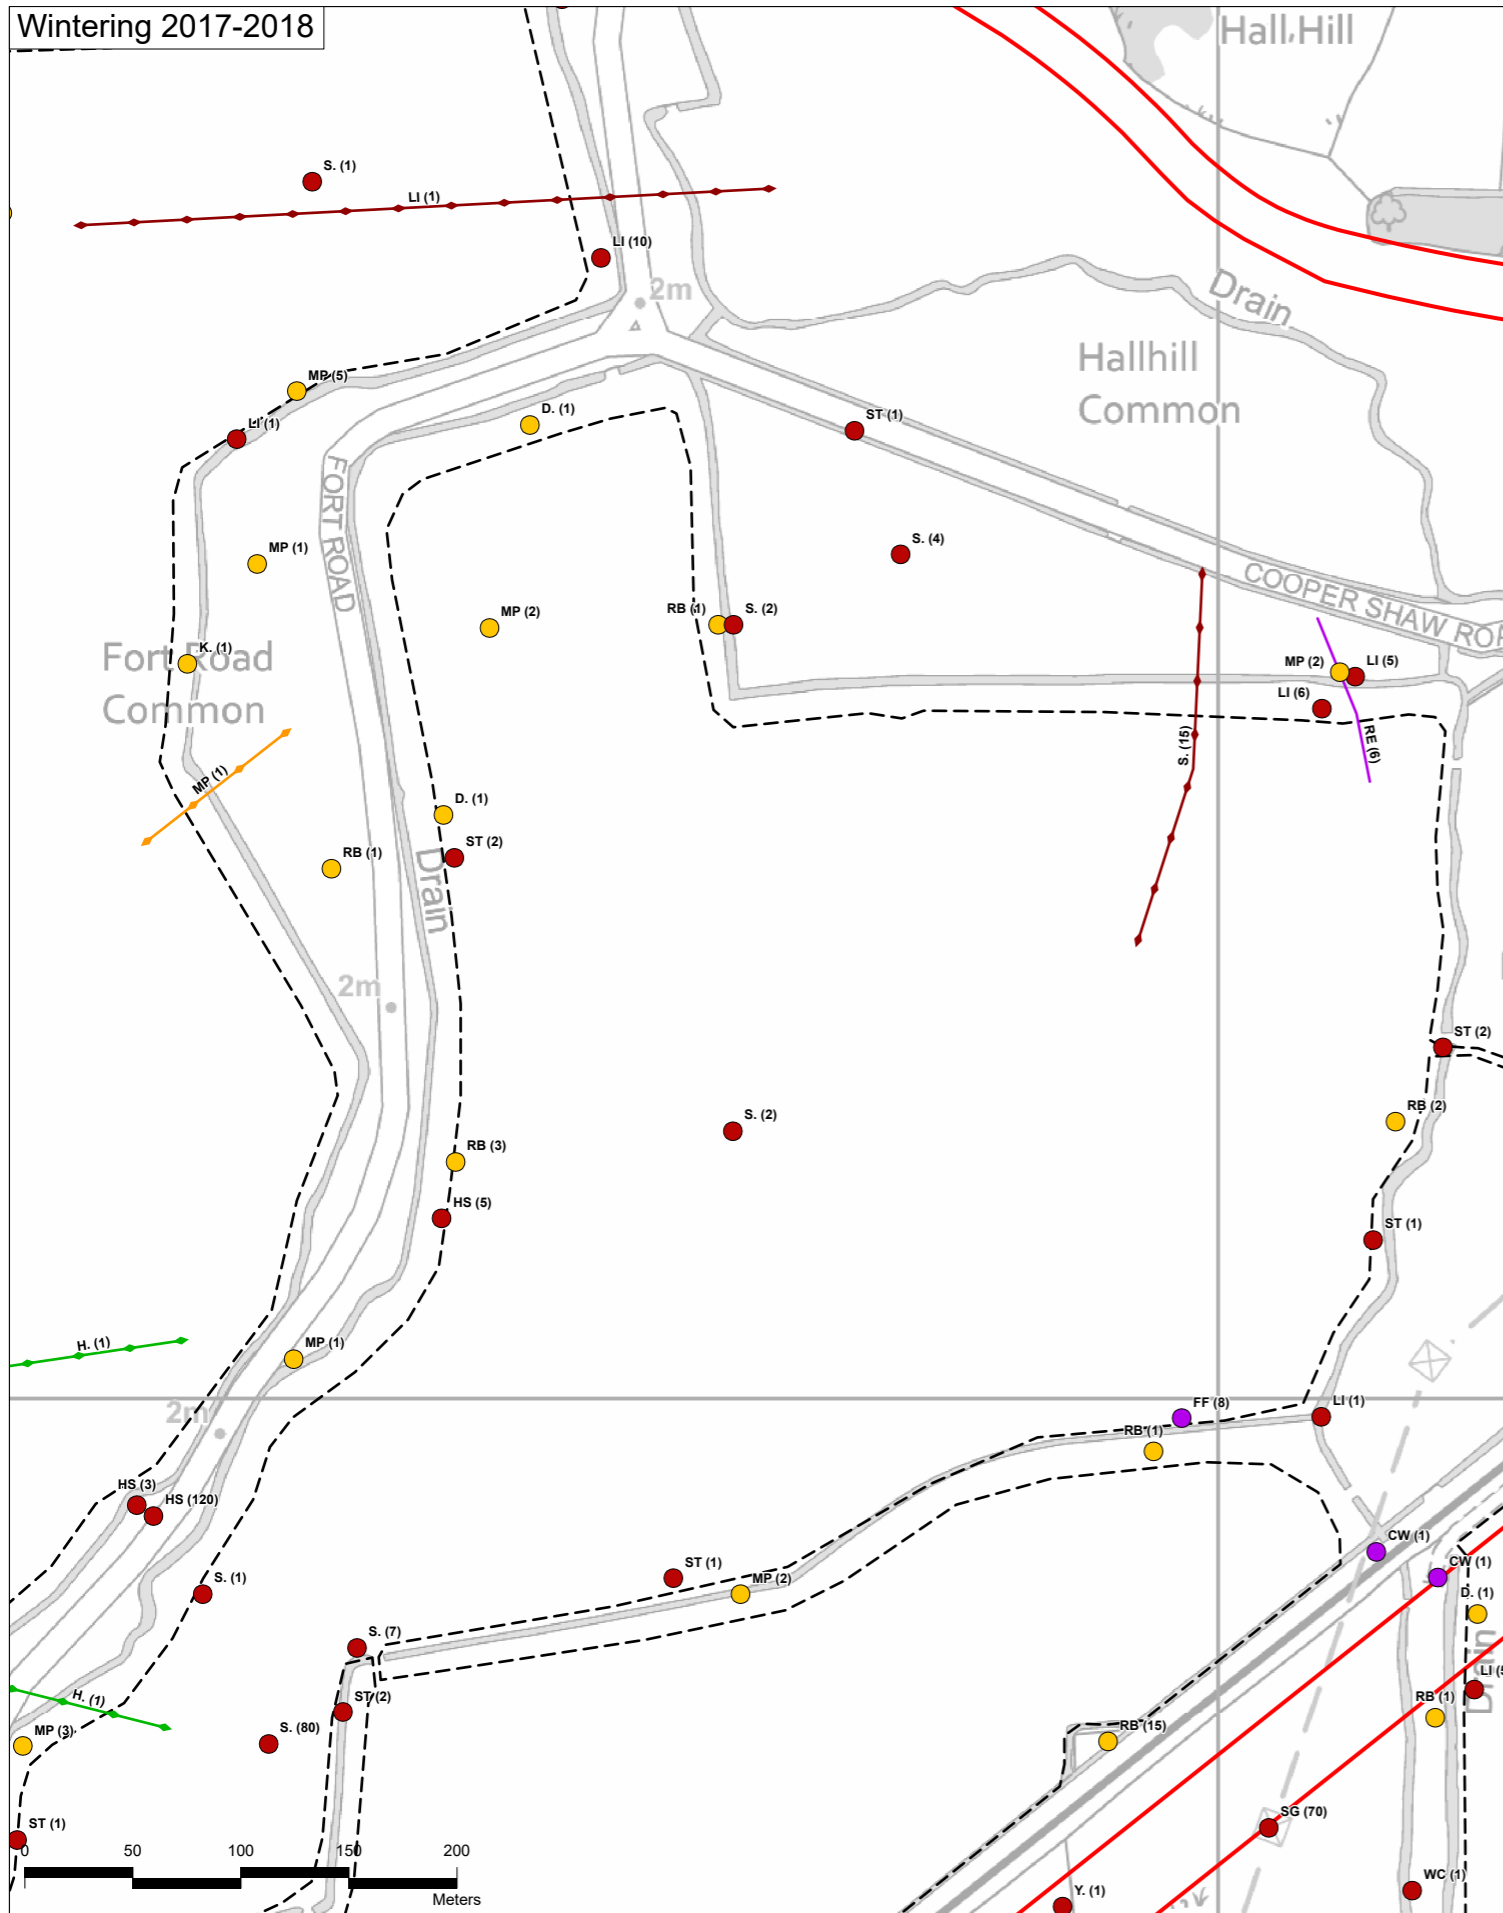 Wintering 2017-2018
Hall Hill
S. (1)
LI (1)
LI (10)
2m
Drain
Hallhill
Common
MP (5)
LI (1)
D. (1)
ST (1)
FORT ROAD
MP (1)
S. (4)
COOPER SHAW ROA
MP (2)
RB (1)
S. (2)
K. (1)
Fort Road
Common
MP (2)
LI (5)
LI (6)
RE (6)
S. (15)
MP (1)
D. (1)
RB (1)
ST (2)
Drain
2m
ST (2)
RB (2)
S. (2)
RB (3)
HS (5)
ST (1)
H. (1)
MP (1)
2m
FF (8)
LI (1)
RB (1)
HS (3)
HS (120)
CW (1)
CW (1)
ST (1)
MP (2)
S. (1)
D. (1)
Drain
S. (7)
LI (5
H. (1)
ST (2)
RB (1)
MP (3)
S. (80)
RB (15)
SG (70)
ST (1)
0 50 100 150 200
Meters
WC (1)
Y. (1)